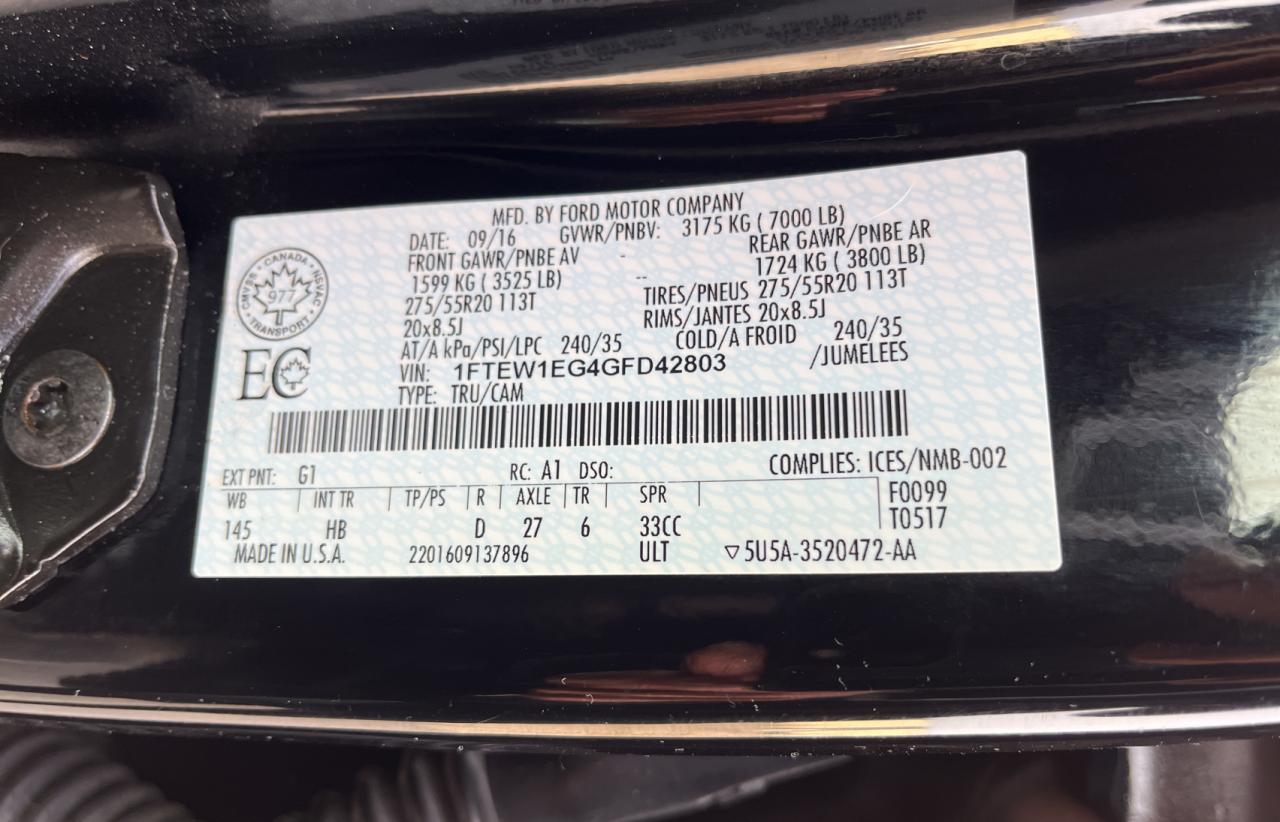 MFD. BY FORD MOTOR COMPANY
DATE: 09/16 GVWR/PNBV: 3175 KG ( 7000 LB)
FRONT GAWR/PNBE AV REAR GAWR/PNBE AR
1599 KG ( 3525 LB) 1724 KG ( 3800 LB)
275/55R20 113T TIRES/PNEUS 275/55R20 113T
20x8.5J RIMS/JANTES 20x8.5J
AT/A kPa/PSI/LPC 240/35 COLD/A FROID 240/35
VIN: 1FTEW1EG4GFD42803 /JUMELEES
TYPE: TRU/CAM
CANADA
CMVSS NSVAC
977
TRANSPORT
EC
EXT PNT: G1 RC: A1 DSO: COMPLIES: ICES/NMB-002
WB INT TR TP/PS R AXLE TR SPR F0099
145 HB D 27 6 33CC T0517
MADE IN U.S.A. 2201609137896 ULT ▽5U5A-3520472-AA